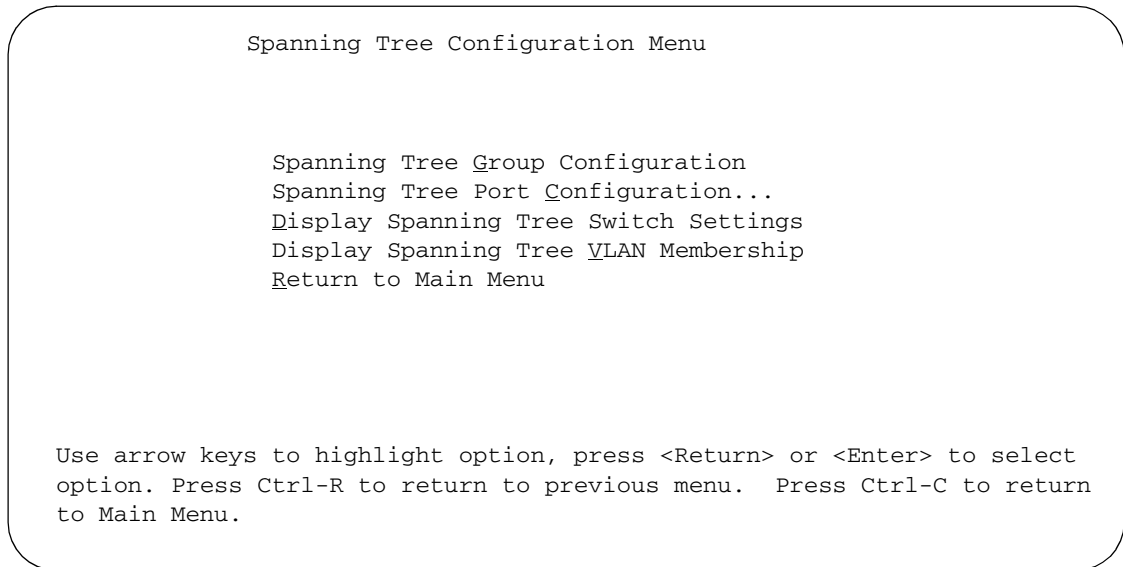 Spanning Tree Configuration Menu
Spanning Tree Group Configuration
Spanning Tree Port Configuration...
Display Spanning Tree Switch Settings
Display Spanning Tree VLAN Membership
Return to Main Menu
Use arrow keys to highlight option, press <Return> or <Enter> to select
option. Press Ctrl-R to return to previous menu.  Press Ctrl-C to return
to Main Menu.